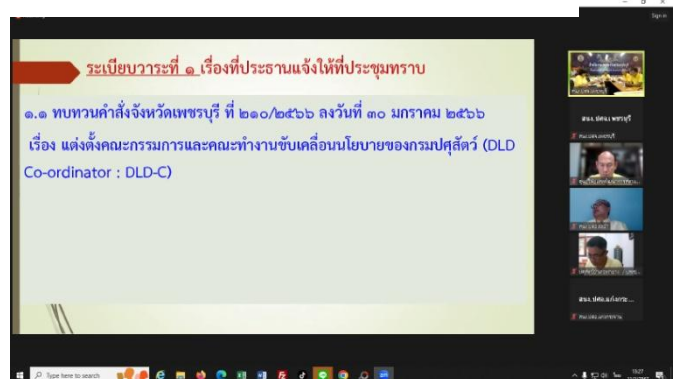 Sign in
ระเบียบวาระที่ ๑ เรื่องที่ประธานแจ้งให้ที่ประชุมทราบ
๑.๑ ทบทวนคำสั่งจังหวัดเพชรบุรี ที่ ๒๑๐/๒๕๖๖ ลงวันที่ ๓๐ มกราคม ๒๕๖๖
เรื่อง แต่งตั้งคณะกรรมการและคณะทำงานขับเคลื่อนนโยบายของกรมปศุสัตว์ (DLD
Co-ordinator : DLD-C)
Type here to search